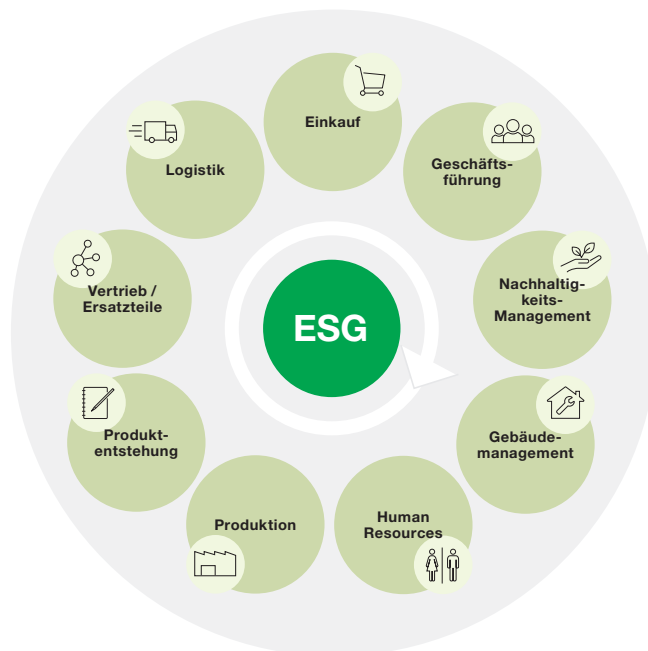 Einkauf
Geschäfts-
führung
Nachhaltig-
keits-
Management
Gebäude-
management
Human
Resources
Produktion
Produkt-
entstehung
Vertrieb /
Ersatzteile
Logistik
ESG